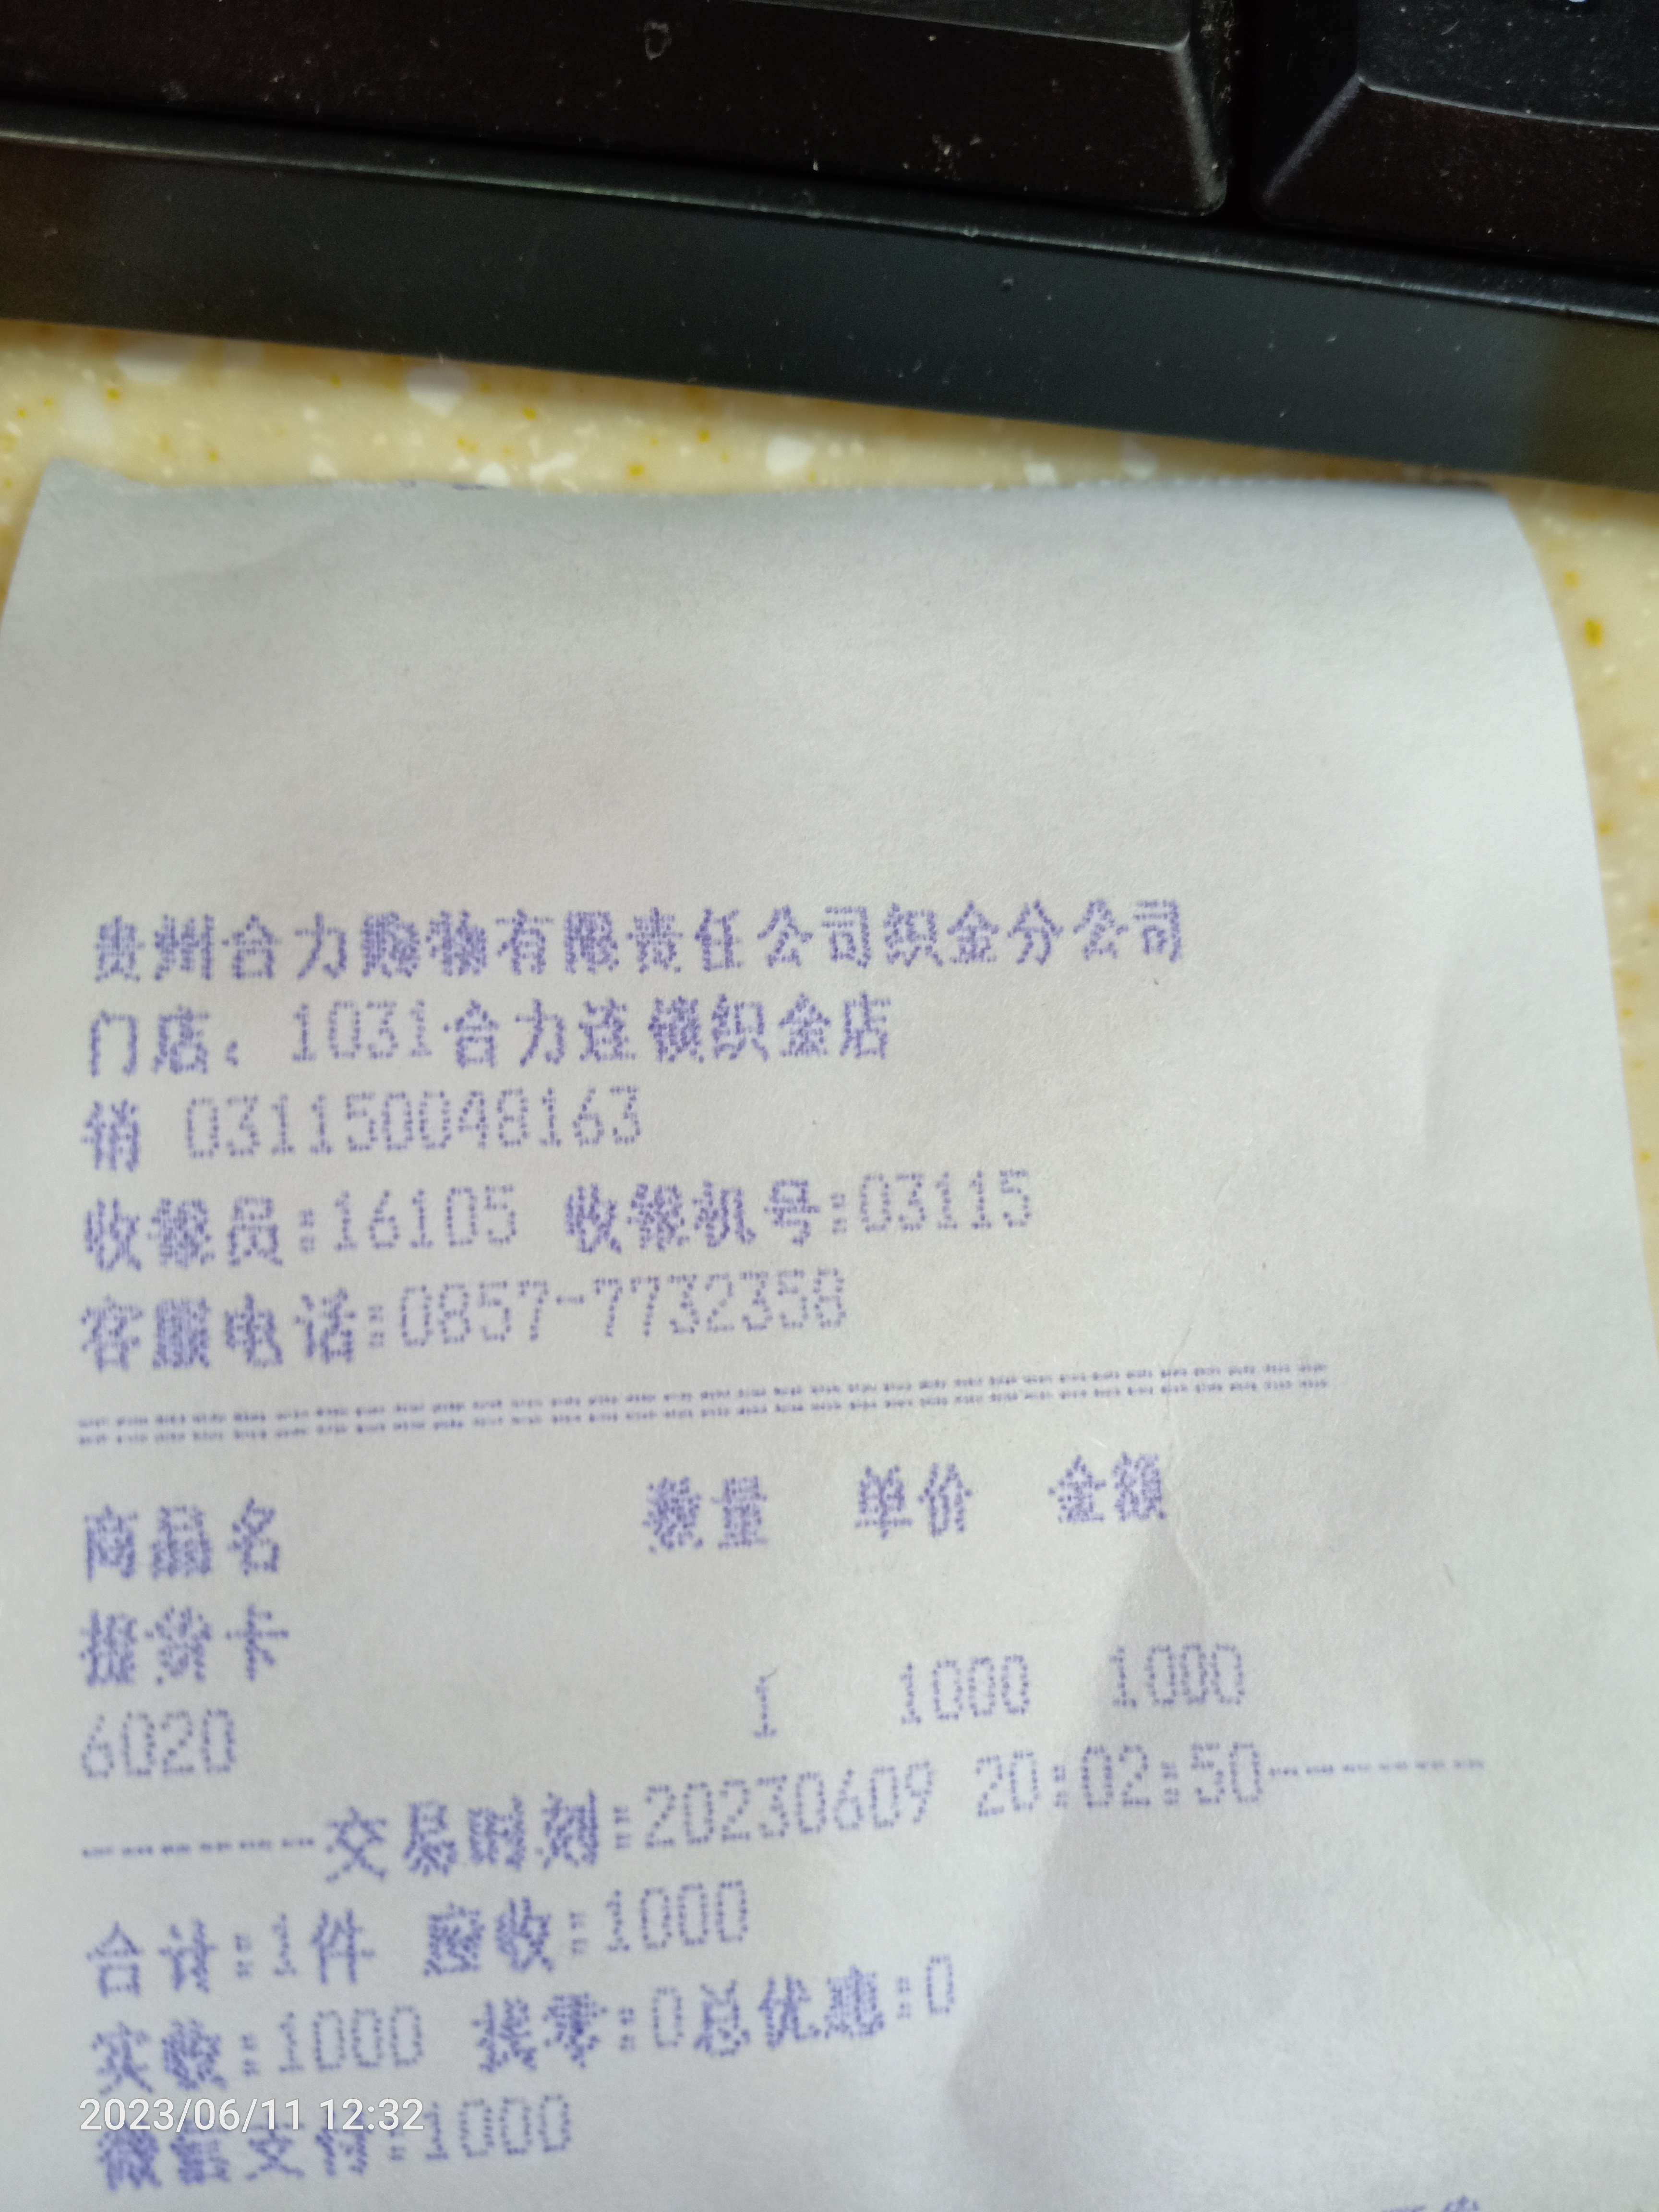 贵州合力购物有限责任公司织金分公司
门店: 1031合力连锁织金店
销 031150048163
收银员:16105 收银机号:03115
客服电话:0857-7732358
商品名 数量 单价 金额
提货卡
6020 1 1000 1000
-------交易时刻:20230609 20:02:50-------
合计:1件 应收:1000
实收:1000 找零:0总优惠:0
微信支付:1000
2023/06/11 12:32